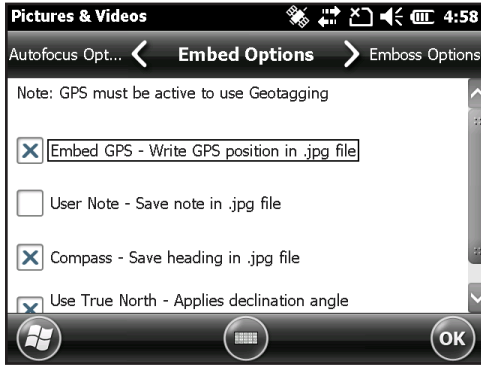 Pictures & Videos 4:58
Autofocus Opt... Embed Options Emboss Options
Note: GPS must be active to use Geotagging
Embed GPS - Write GPS position in .jpg file
User Note - Save note in .jpg file
Compass - Save heading in .jpg file
Use True North - Applies declination angle
OK